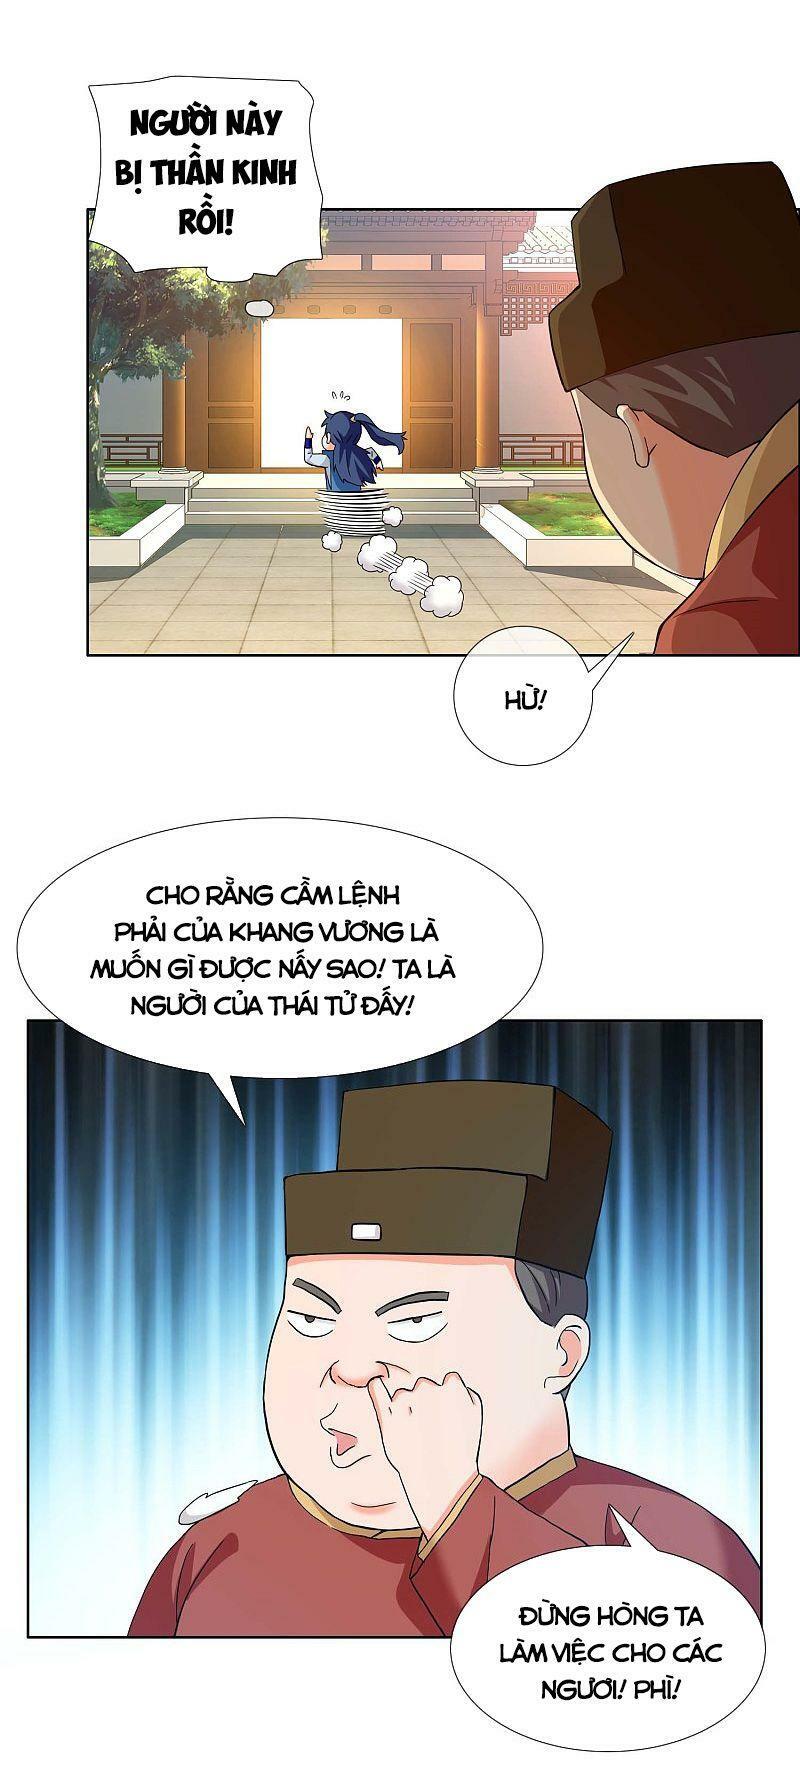 NGƯỜI NÀY
BỊ THẦN KINH
RỒI!
HỪ!
CHO RẰNG CẦM LỆNH
PHẢI CỦA KHANG VƯƠNG LÀ
MUỐN GÌ ĐƯỢC NẤY SAO! TA LÀ
NGƯỜI CỦA THÁI TỬ ĐẤY!
ĐỪNG HÒNG TA
LÀM VIỆC CHO CÁC
NGƯƠI! PHÌ!